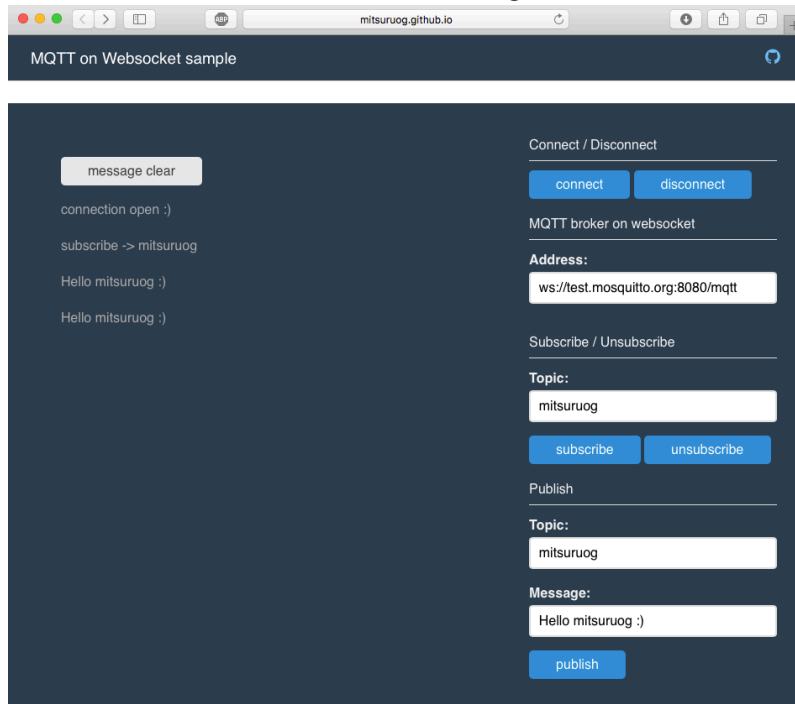 ABP
mitsuruog.github.io
MQTT on Websocket sample
message clear
connection open :)
subscribe -> mitsuruog
Hello mitsuruog :)
Hello mitsuruog :)
Connect / Disconnect
connect disconnect
MQTT broker on websocket
Address:
ws://test.mosquitto.org:8080/mqtt
Subscribe / Unsubscribe
Topic:
mitsuruog
subscribe unsubscribe
Publish
Topic:
mitsuruog
Message:
Hello mitsuruog :)
publish